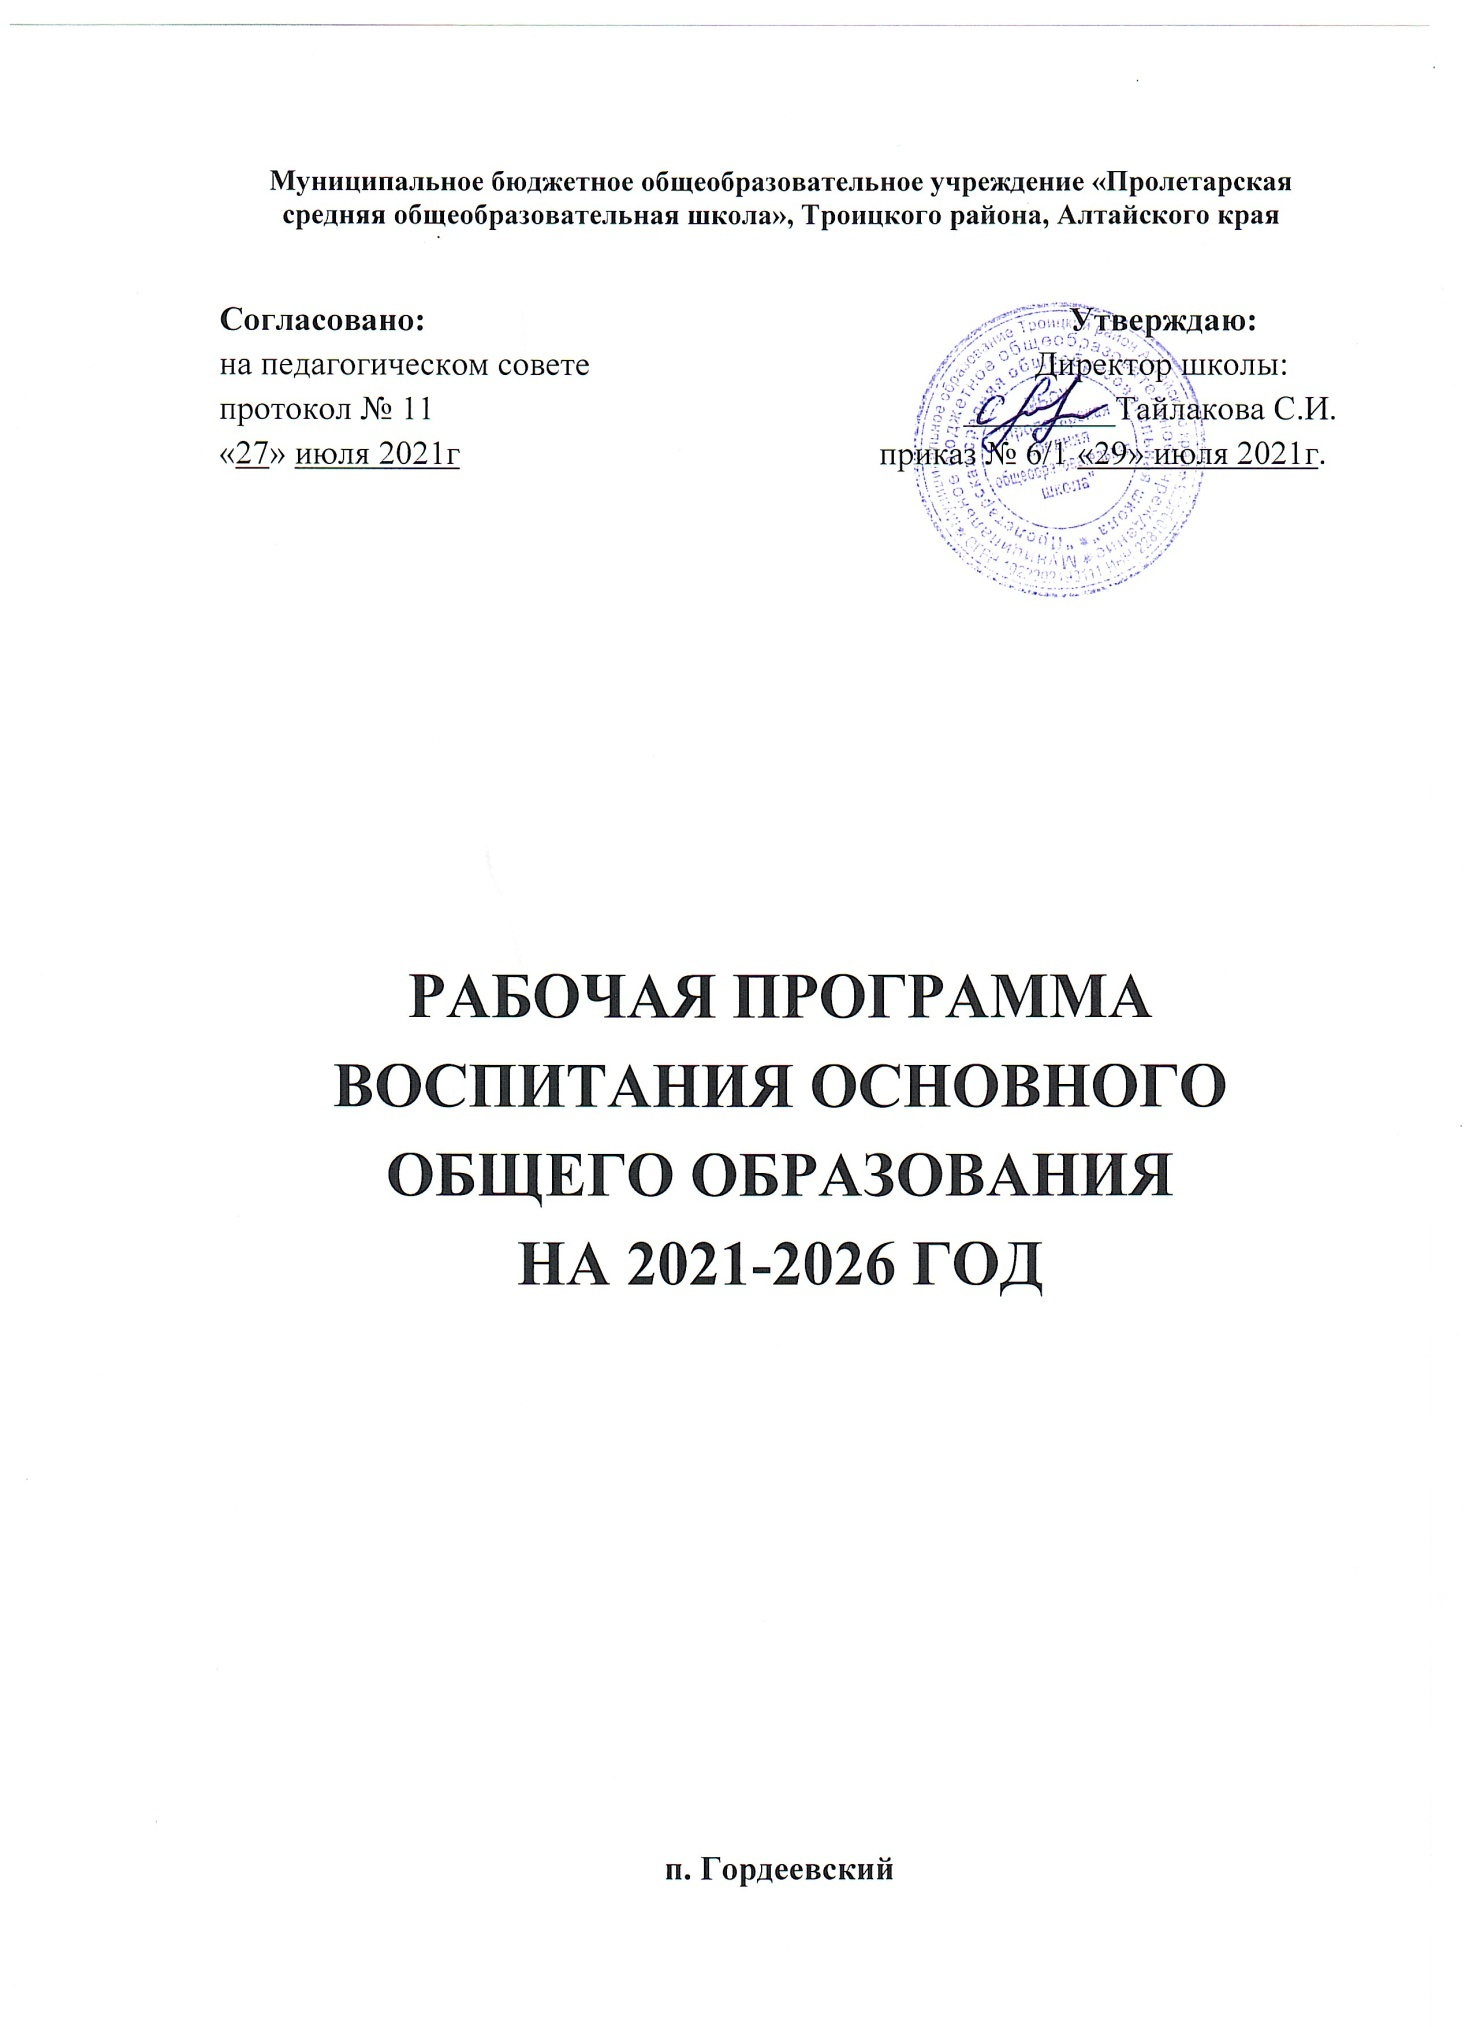 Муниципальное бюджетное общеобразовательное учреждение «Пролетарская
средняя общеобразовательная школа», Троицкого района, Алтайского края
Согласовано:
на педагогическом совете
протокол № 11
«27» июля 2021г
Утверждаю:
Директор школы:
Тайлакова С.И.
приказ № 6/1 «29» июля 2021г.
РАБОЧАЯ ПРОГРАММА
ВОСПИТАНИЯ ОСНОВНОГО
ОБЩЕГО ОБРАЗОВАНИЯ
НА 2021-2026 ГОД
п. Гордеевский